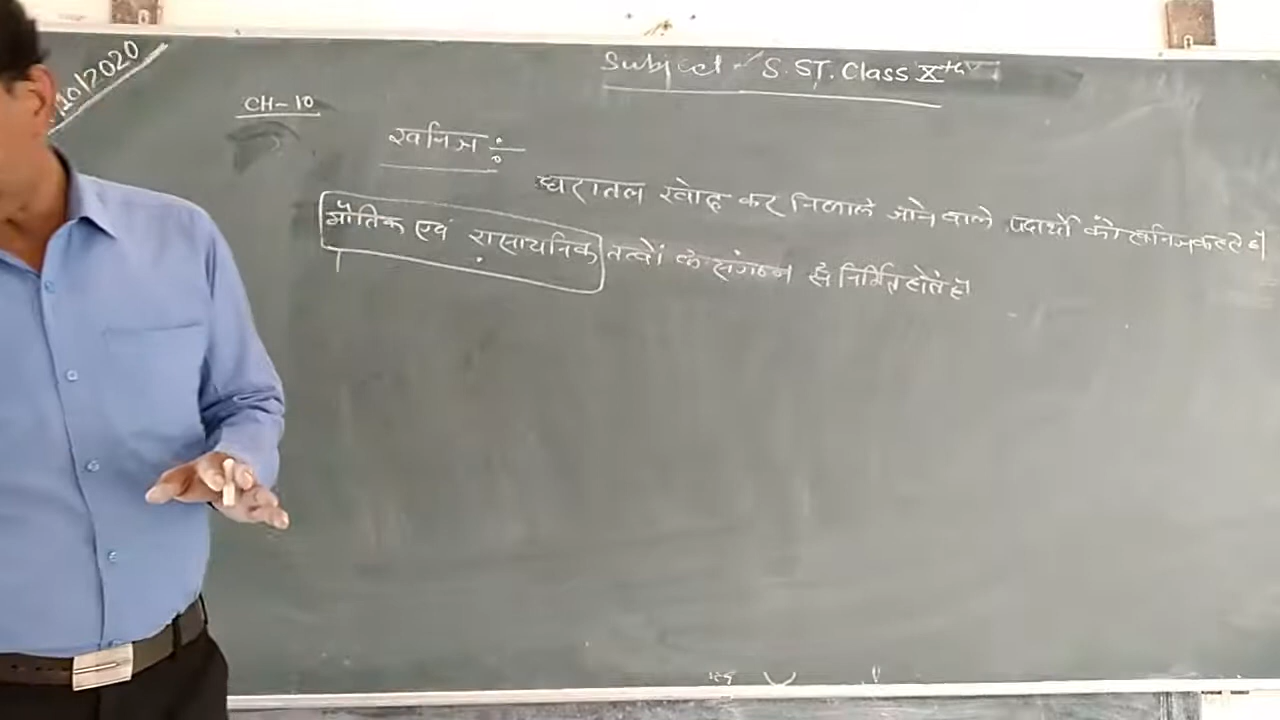 10/2020
Subject - S.ST. Class Xth
CH-10
खनिज ÷
धरातल खोद कर निकाले जाने वाले पदार्थों को खनिज कहते हैं
भौतिक एवं रासायनिक तत्वों के संगठन से निर्मित होते हैं